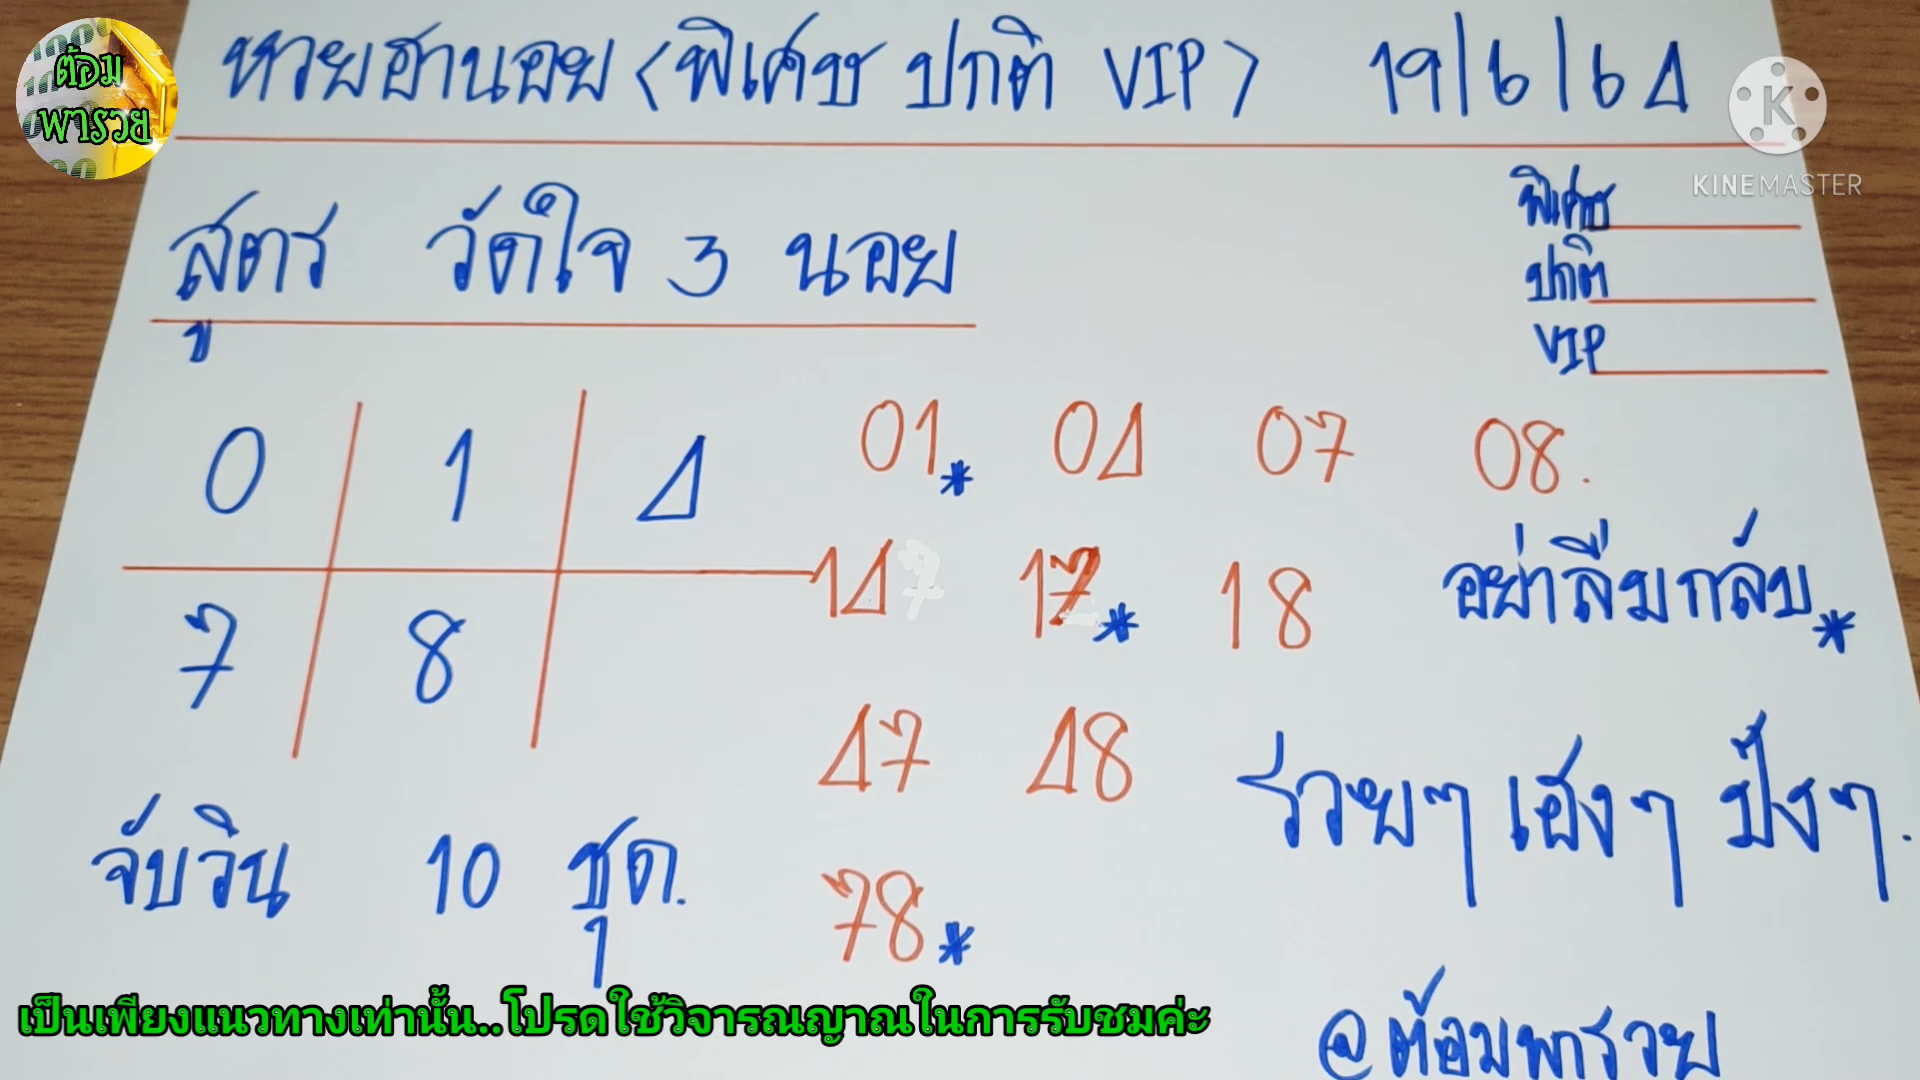 ต้อม
พารวย
หวยฮานอย (พิเศษ ปกติ VIP) 19/6/64
KINEMASTER
พิเศษ
ปกติ
VIP
สูตร วัดใจ 3 นอย
0 1 4
7 8
01* 04 07 08.
14 17* 18
47 48
78*
อย่าลืมกลับ*
รวยๆ เฮงๆ ปังๆ.
จับวิน 10 ชุด.
เป็นเพียงแนวทางเท่านั้น..โปรดใช้วิจารณญาณในการรับชมค่ะ
@ต้อมพารวย